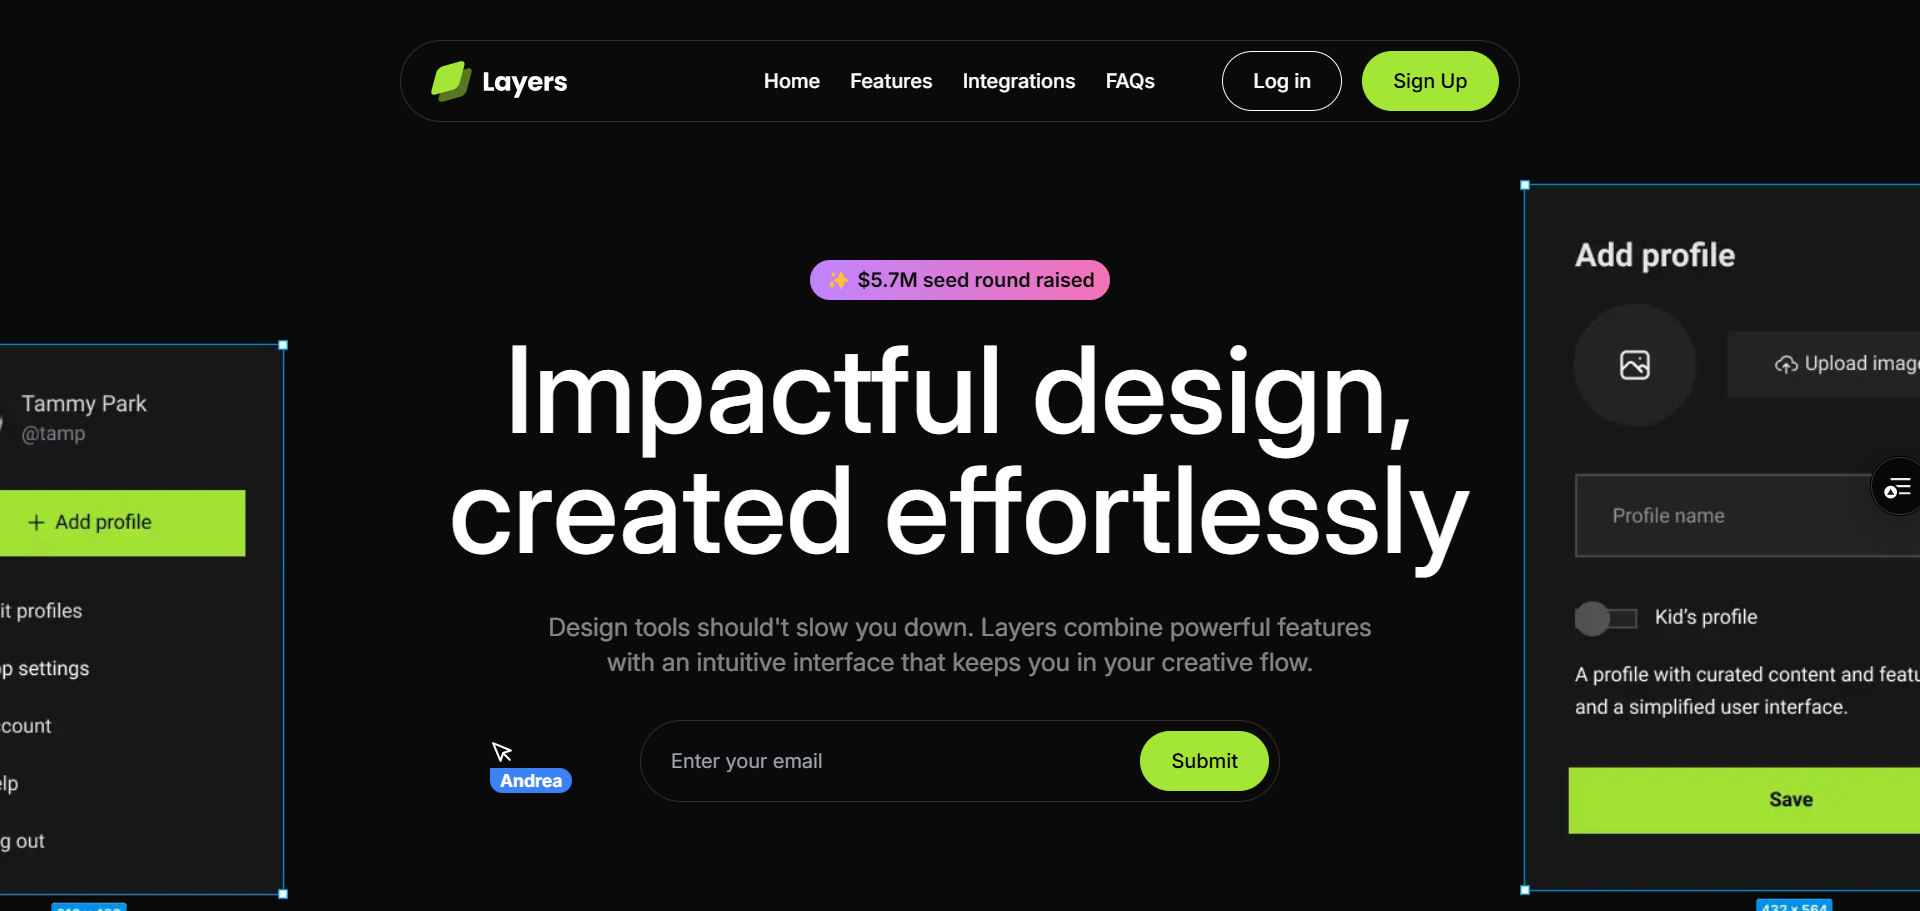 Layers
Home Features Integrations FAQs
Log in
Sign Up
✨ $5.7M seed round raised
Impactful design,
created effortlessly
Design tools should't slow you down. Layers combine powerful features
with an intuitive interface that keeps you in your creative flow.
Enter your email
Submit
Andrea
Tammy Park
@tamp
+ Add profile
it profiles
p settings
count
elp
g out
Add profile
Upload image
Profile name
Kid’s profile
A profile with curated content and featu
and a simplified user interface.
Save
432 x 564